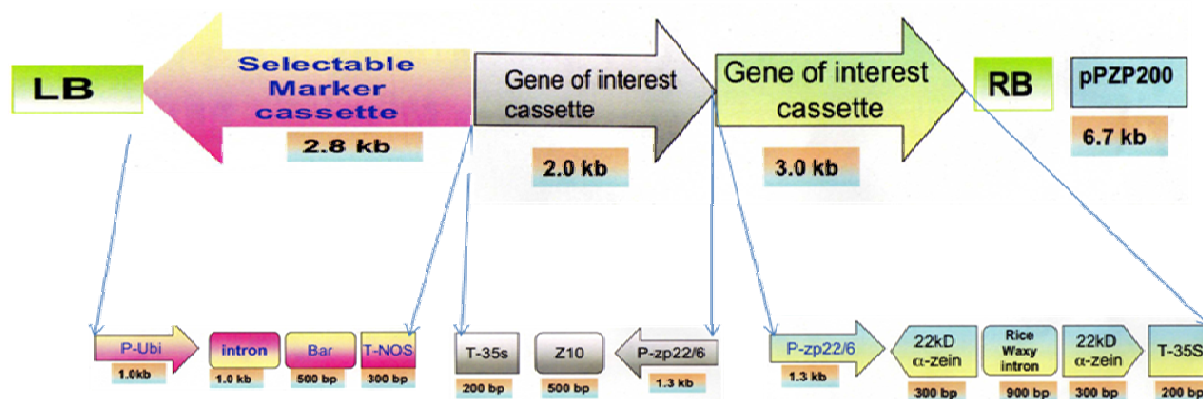 LB
Selectable
Marker
cassette
2.8 kb
Gene of interest
cassette
2.0 kb
Gene of interest
cassette
3.0 kb
RB
pPZP200
6.7 kb
P-Ubi
1.0kb
intron
1.0 kb
Bar
500 bp
T-NOS
300 bp
T-35s
200 bp
Z10
500 bp
P-zp22/6
1.3 kb
P-zp22/6
1.3 kb
22kD
α-zein
300 bp
Rice
Waxy
intron
900 bp
22kD
α-zein
300 bp
T-35S
200 bp